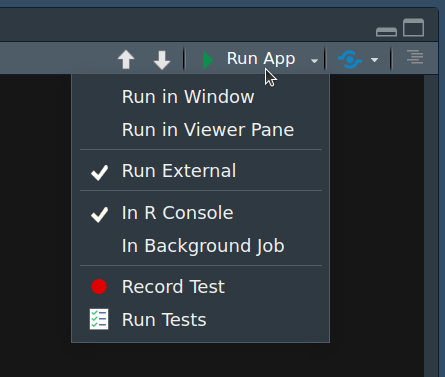 Run App
Run in Window
Run in Viewer Pane
Run External
In R Console
In Background Job
Record Test
Run Tests